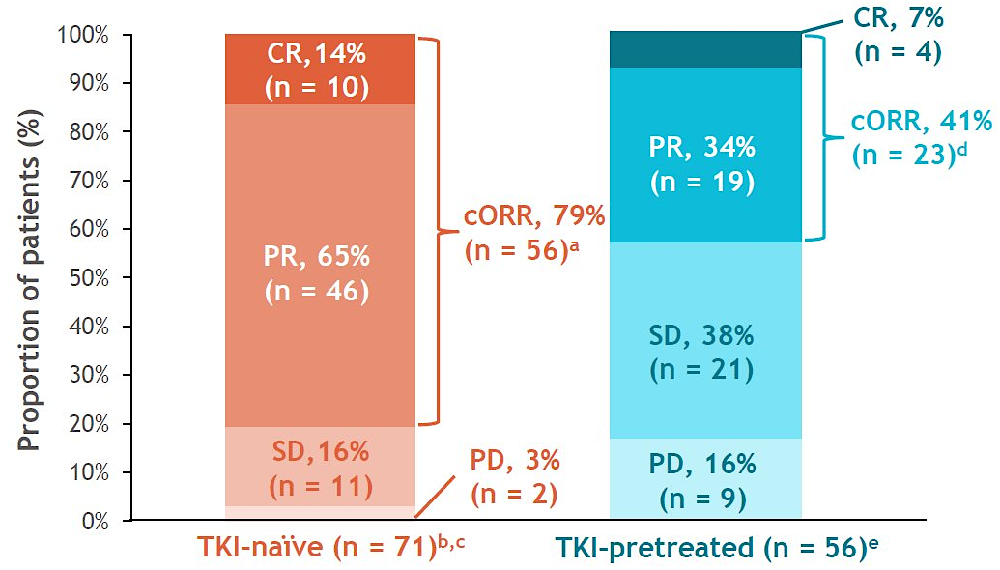 Proportion of patients (%)
100%
90%
80%
70%
60%
50%
40%
30%
20%
10%
0%
CR, 14%
(n = 10)
PR, 65%
(n = 46)
SD, 16%
(n = 11)
cORR, 79%
(n = 56)ᵃ
PD, 3%
(n = 2)
TKI-naïve (n = 71)ᵇ,ᶜ
CR, 7%
(n = 4)
PR, 34%
(n = 19)
cORR, 41%
(n = 23)ᵈ
SD, 38%
(n = 21)
PD, 16%
(n = 9)
TKI-pretreated (n = 56)ᵉ